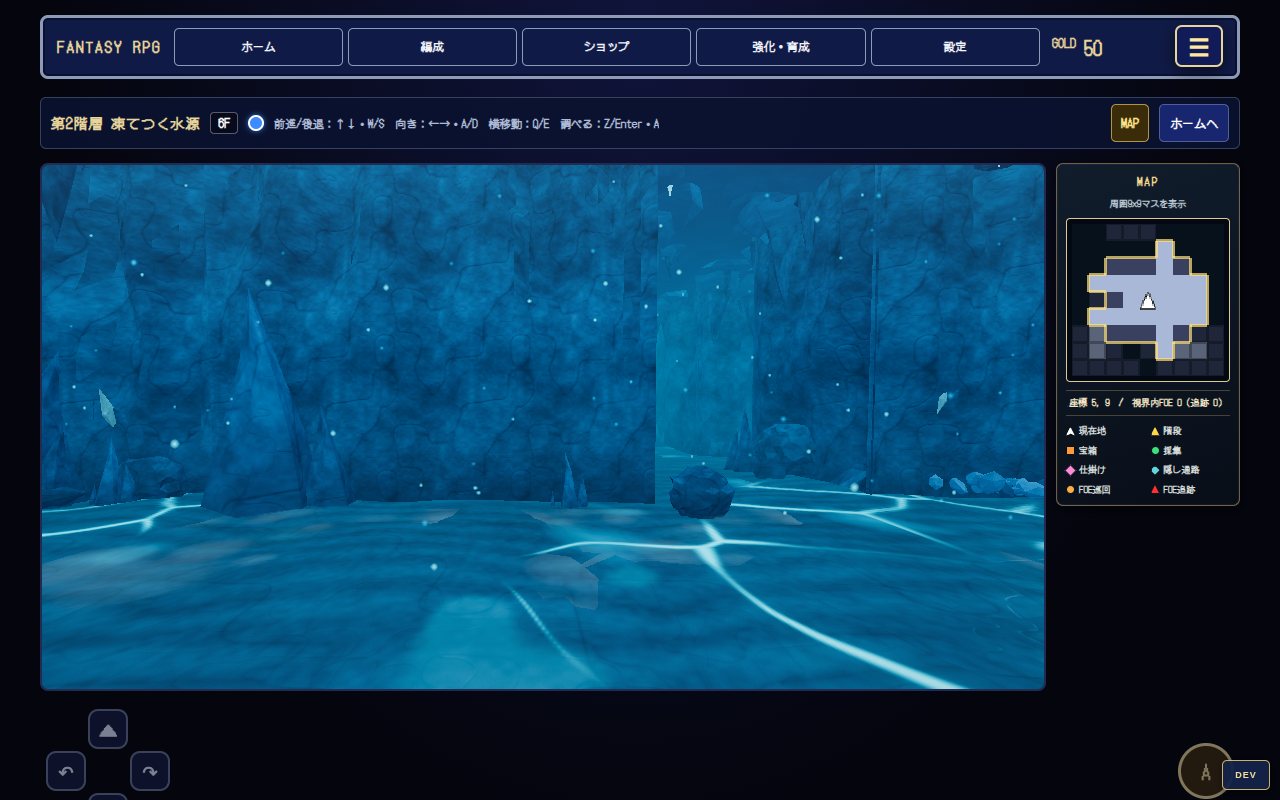 FANTASY RPG
ホーム
編成
ショップ
強化・育成
設定
GOLD 50
第2階層 凍てつく水源
6F
前進/後退：↑↓・W/S 向き：←→・A/D 横移動：Q/E 調べる：Z/Enter・A
MAP
ホームへ
MAP
周囲9x9マスを表示
座標 5, 9 / 視界内FOE 0（追跡 0）
現在地
階段
宝箱
採集
仕掛け
隠し通路
FOE巡回
FOE追跡
A
DEV